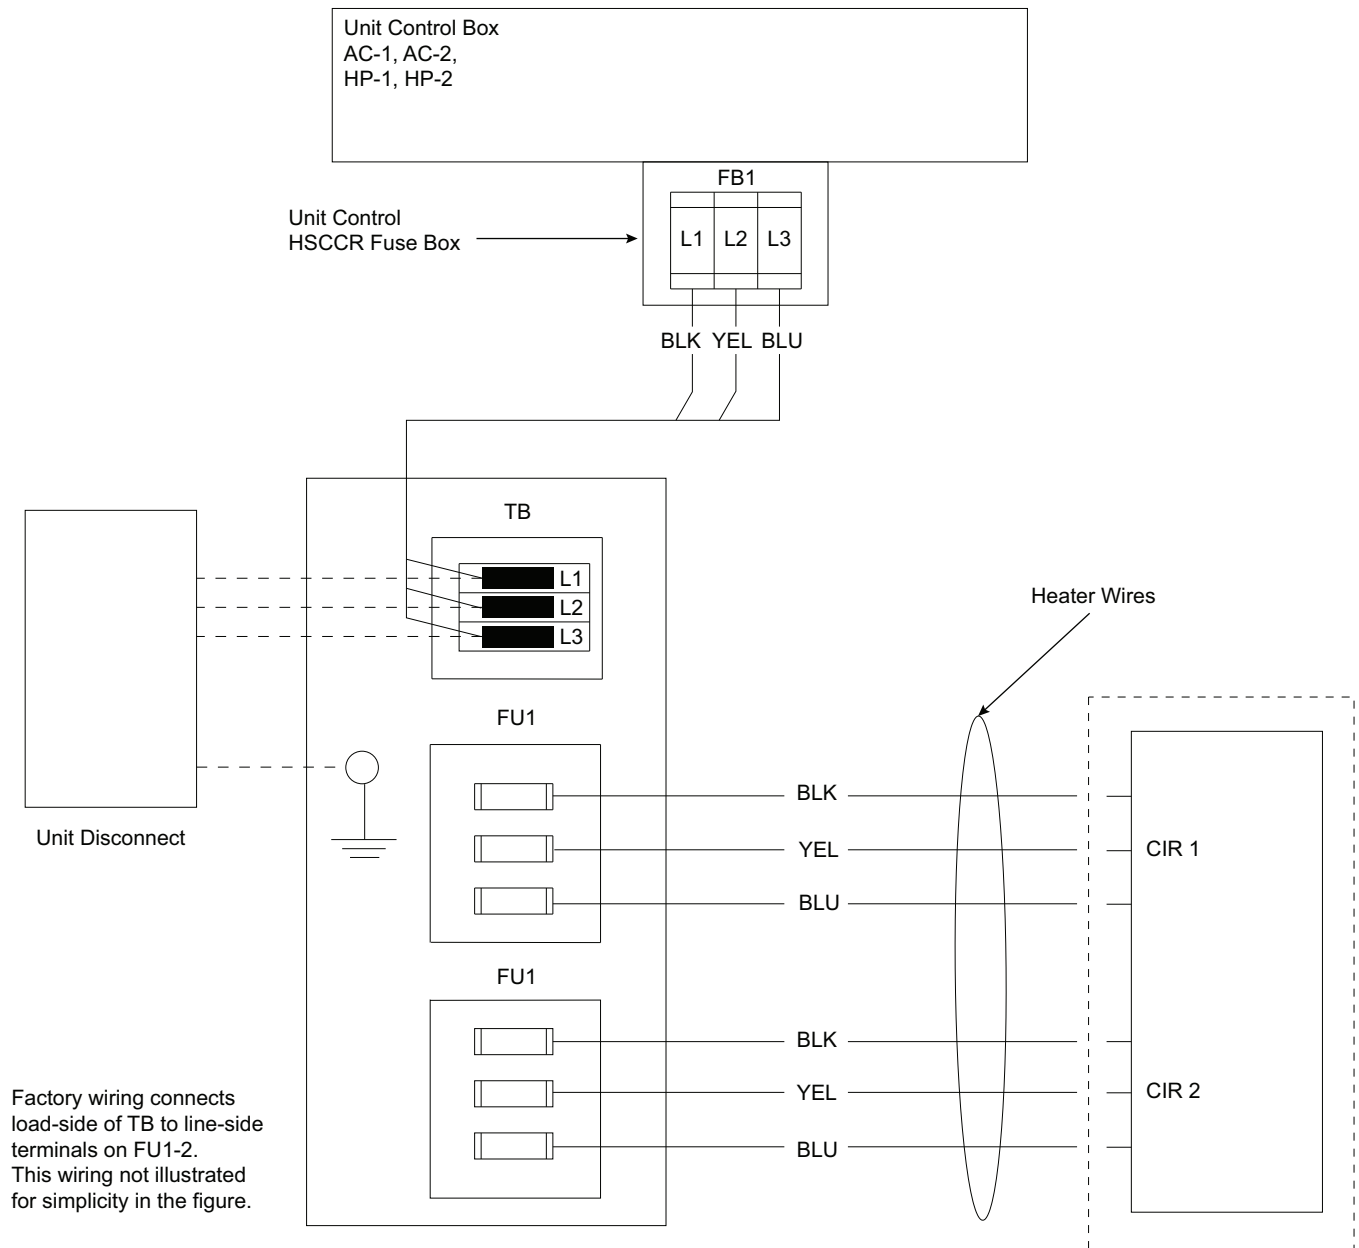 Unit Control Box
AC-1, AC-2,
HP-1, HP-2
FB1
Unit Control
HSCCR Fuse Box
L1 L2 L3
BLK YEL BLU
TB
L1
L2
L3
Heater Wires
FU1
Unit Disconnect
BLK
YEL
CIR 1
BLU
FU1
BLK
YEL
CIR 2
BLU
Factory wiring connects
load-side of TB to line-side
terminals on FU1-2.
This wiring not illustrated
for simplicity in the figure.